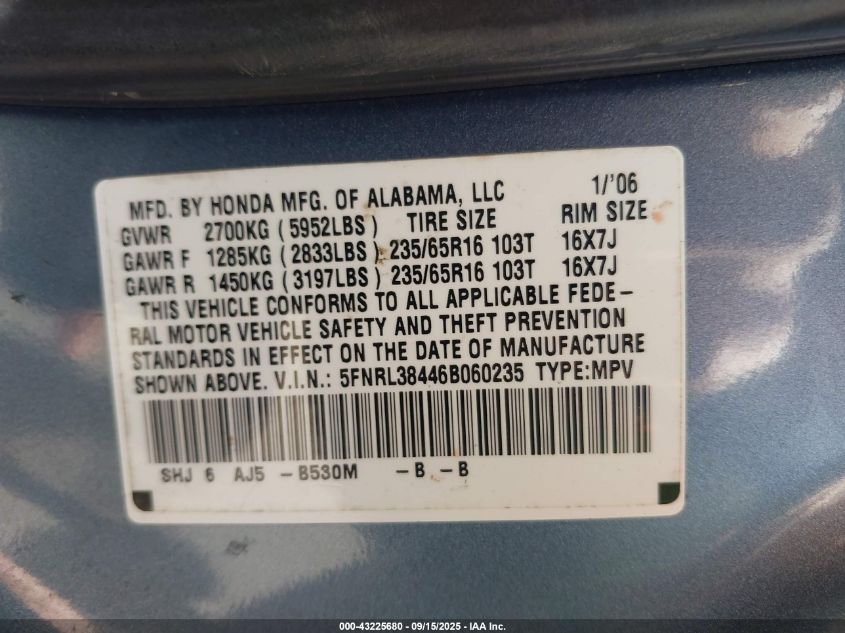 MFD. BY HONDA MFG. OF ALABAMA, LLC 1/'06
GVWR 2700KG ( 5952LBS ) TIRE SIZE RIM SIZE
GAWR F 1285KG ( 2833LBS ) 235/65R16 103T 16X7J
GAWR R 1450KG ( 3197LBS ) 235/65R16 103T 16X7J
THIS VEHICLE CONFORMS TO ALL APPLICABLE FEDE-
RAL MOTOR VEHICLE SAFETY AND THEFT PREVENTION
STANDARDS IN EFFECT ON THE DATE OF MANUFACTURE
SHOWN ABOVE. V.I.N.: 5FNRL38446B060235 TYPE:MPV
SHJ 6 AJ5 -B530M -B -B
000-43225680 - 09/15/2025 - IAA Inc.